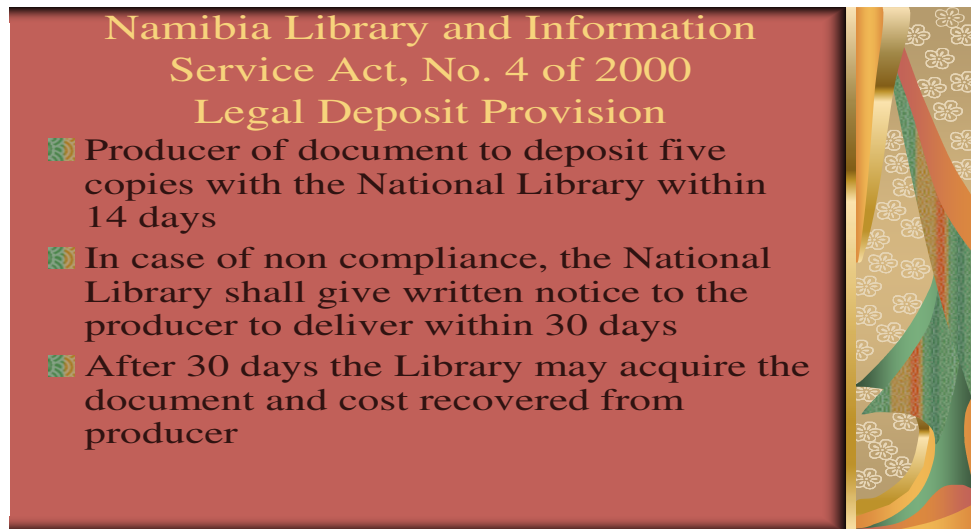 Namibia Library and Information
Service Act, No. 4 of 2000
Legal Deposit Provision
Producer of document to deposit five
copies with the National Library within
14 days
In case of non compliance, the National
Library shall give written notice to the
producer to deliver within 30 days
After 30 days the Library may acquire the
document and cost recovered from
producer